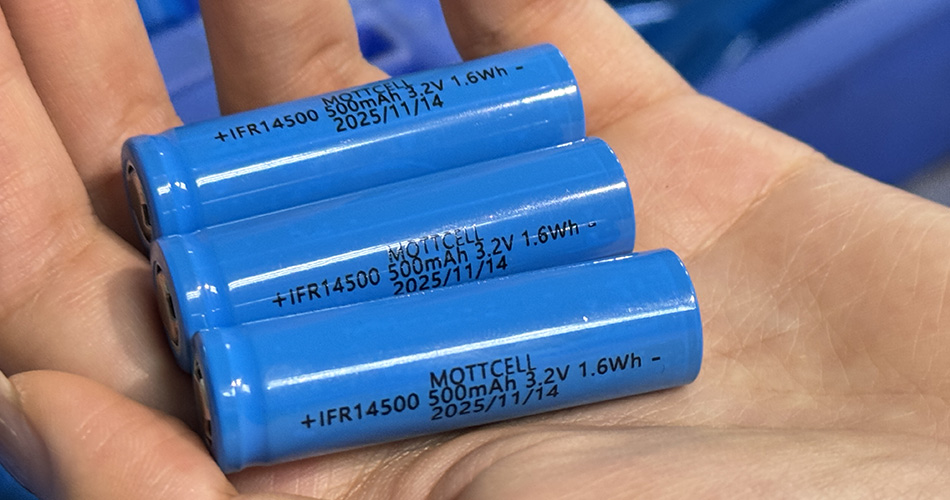 MOTTCELL
+IFR14500 500mAh 3.2V 1.6Wh -
2025/11/14
MOTTCELL
+IFR14500 500mAh 3.2V 1.6Wh -
2025/11/14
MOTTCELL
+IFR14500 500mAh 3.2V 1.6Wh -
2025/11/14